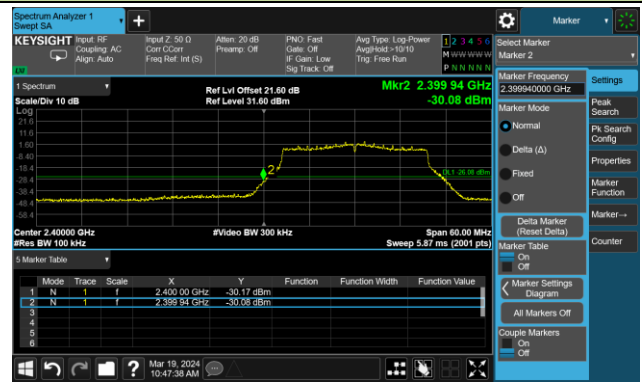 Spectrum Analyzer 1
Swept SA
+
Marker
KEYSIGHT
Input: RF
Coupling: AC
Align: Auto
Input Z: 50 Ω
Corr CCorr
Freq Ref: Int (S)
Atten: 20 dB
Preamp: Off
PNO: Fast
Gate: Off
IF Gain: Low
Sig Track: Off
Avg Type: Log-Power
Avg|Hold:>10/10
Trig: Free Run
1 2 3 4 5 6
M W W W W W
P N N N N N
LW
Select Marker
Marker 2
1 Spectrum
Scale/Div 10 dB
Log
Ref Lvl Offset 21.60 dB
Ref Level 31.60 dBm
Mkr2 2.399 94 GHz
-30.08 dBm
21.6
11.6
1.60
-8.40
-18.4
-28.4
-38.4
-48.4
-58.4
2
DL1 -26.08 dBm
Center 2.40000 GHz
#Res BW 100 kHz
#Video BW 300 kHz
Span 60.00 MHz
Sweep 5.87 ms (2001 pts)
5 Marker Table
Mode Trace Scale X Y Function Function Width Function Value
1 N 1 f 2.400 00 GHz -30.17 dBm
2 N 1 f 2.399 94 GHz -30.08 dBm
3
4
5
6
Marker Frequency
2.399940000 GHz
Marker Mode
Normal
Delta (Δ)
Fixed
Off
Delta Marker
(Reset Delta)
Marker Table
On
Off
Marker Settings
Diagram
All Markers Off
Couple Markers
On
Off
Settings
Peak
Search
Pk Search
Config
Properties
Marker
Function
Marker→
Counter
?
Mar 19, 2024
10:47:38 AM